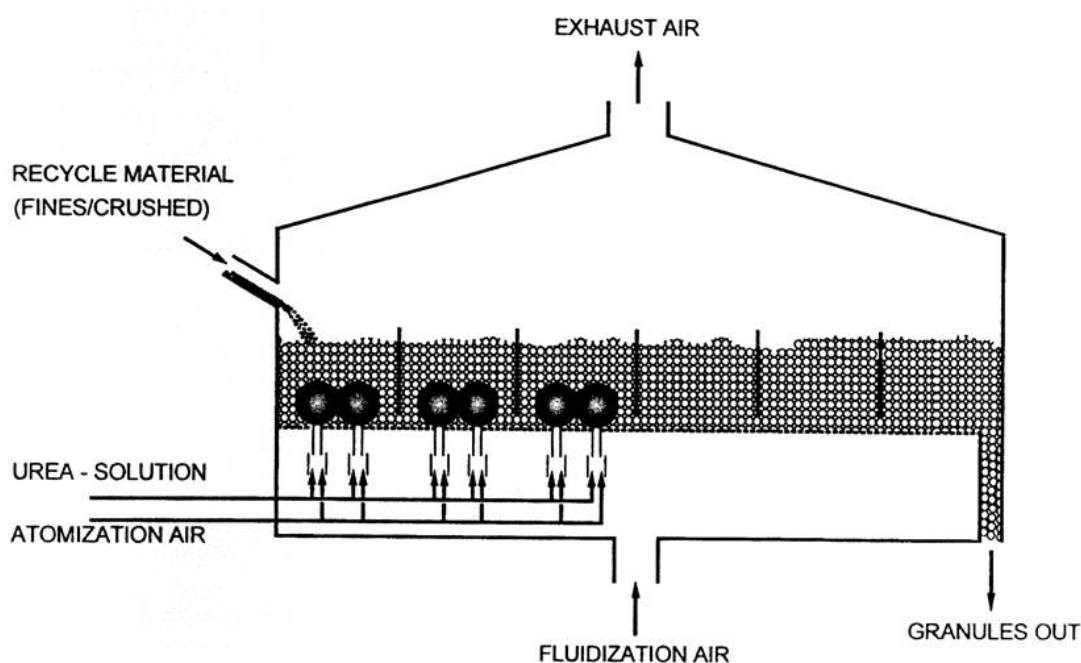 EXHAUST AIR
RECYCLE MATERIAL
(FINES/CRUSHED)
UREA - SOLUTION
ATOMIZATION AIR
GRANULES OUT
FLUIDIZATION AIR